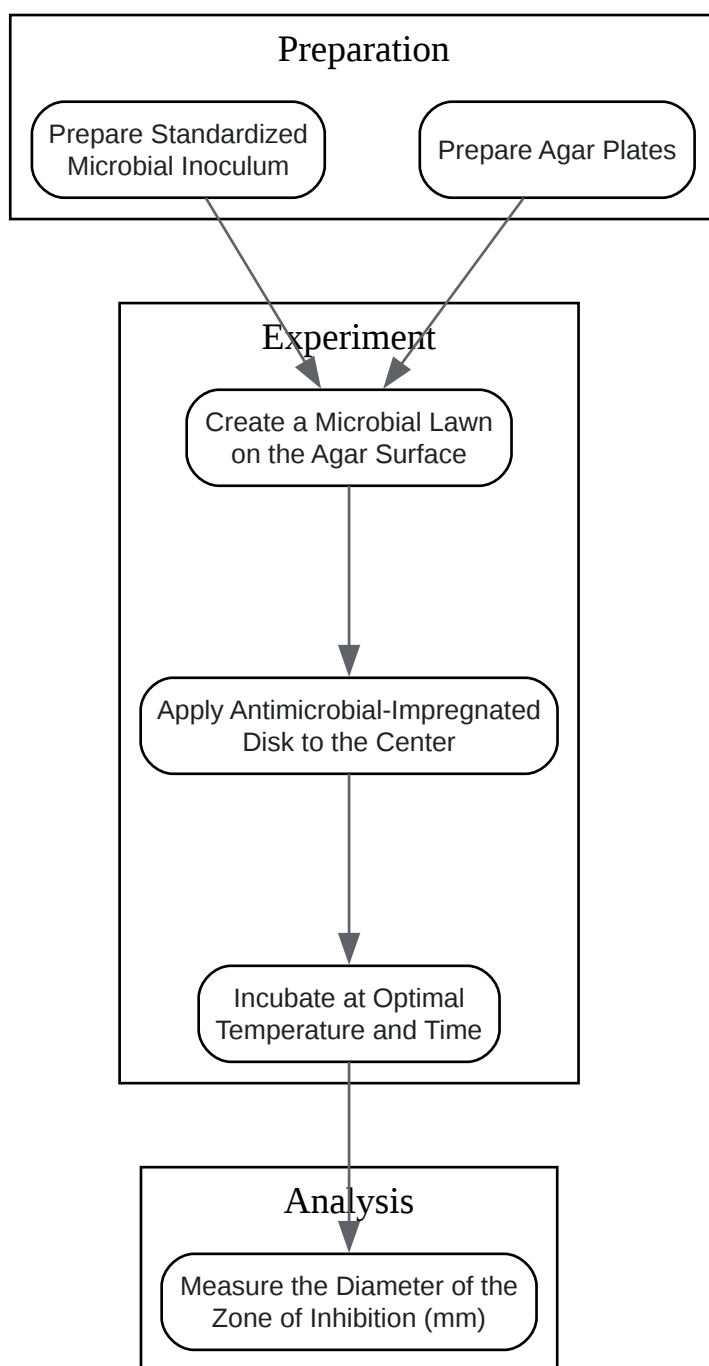 Preparation
Prepare Standardized
Microbial Inoculum
Prepare Agar Plates
Experiment
Create a Microbial Lawn
on the Agar Surface
Apply Antimicrobial-Impregnated
Disk to the Center
Incubate at Optimal
Temperature and Time
Analysis
Measure the Diameter of the
Zone of Inhibition (mm)